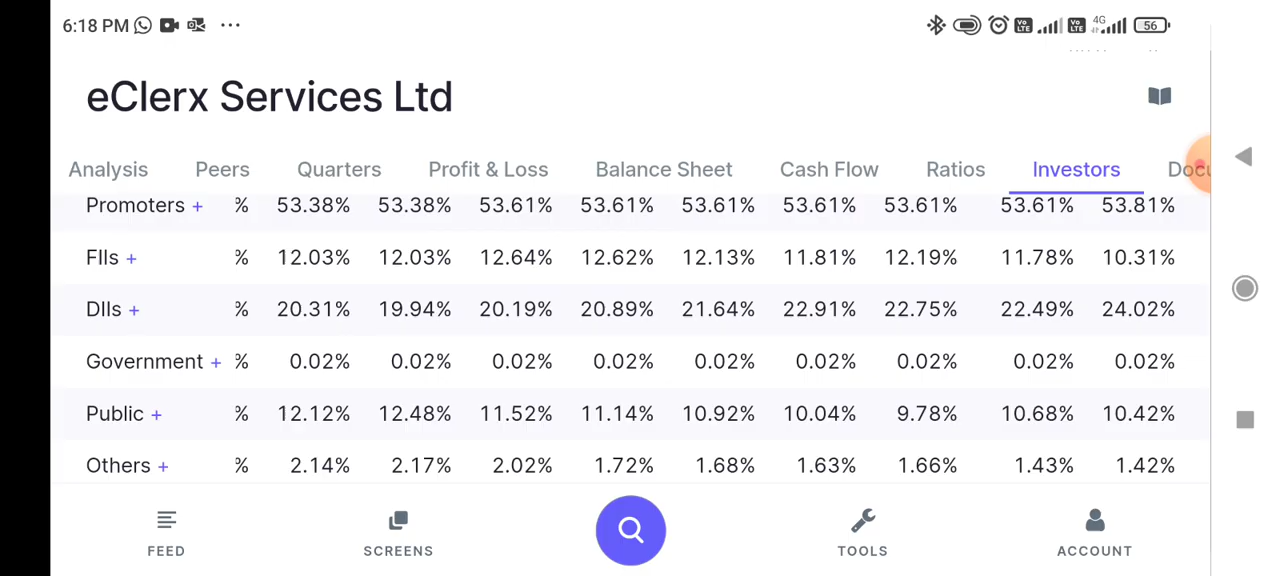 6:18 PM
4G
56
eClerx Services Ltd
Analysis Peers Quarters Profit & Loss Balance Sheet Cash Flow Ratios Investors
Promoters + % 53.38% 53.38% 53.61% 53.61% 53.61% 53.61% 53.61% 53.61% 53.81%
FIIs + % 12.03% 12.03% 12.64% 12.62% 12.13% 11.81% 12.19% 11.78% 10.31%
DIIs + % 20.31% 19.94% 20.19% 20.89% 21.64% 22.91% 22.75% 22.49% 24.02%
Government + % 0.02% 0.02% 0.02% 0.02% 0.02% 0.02% 0.02% 0.02% 0.02%
Public + % 12.12% 12.48% 11.52% 11.14% 10.92% 10.04% 9.78% 10.68% 10.42%
Others + % 2.14% 2.17% 2.02% 1.72% 1.68% 1.63% 1.66% 1.43% 1.42%
FEED SCREENS TOOLS ACCOUNT